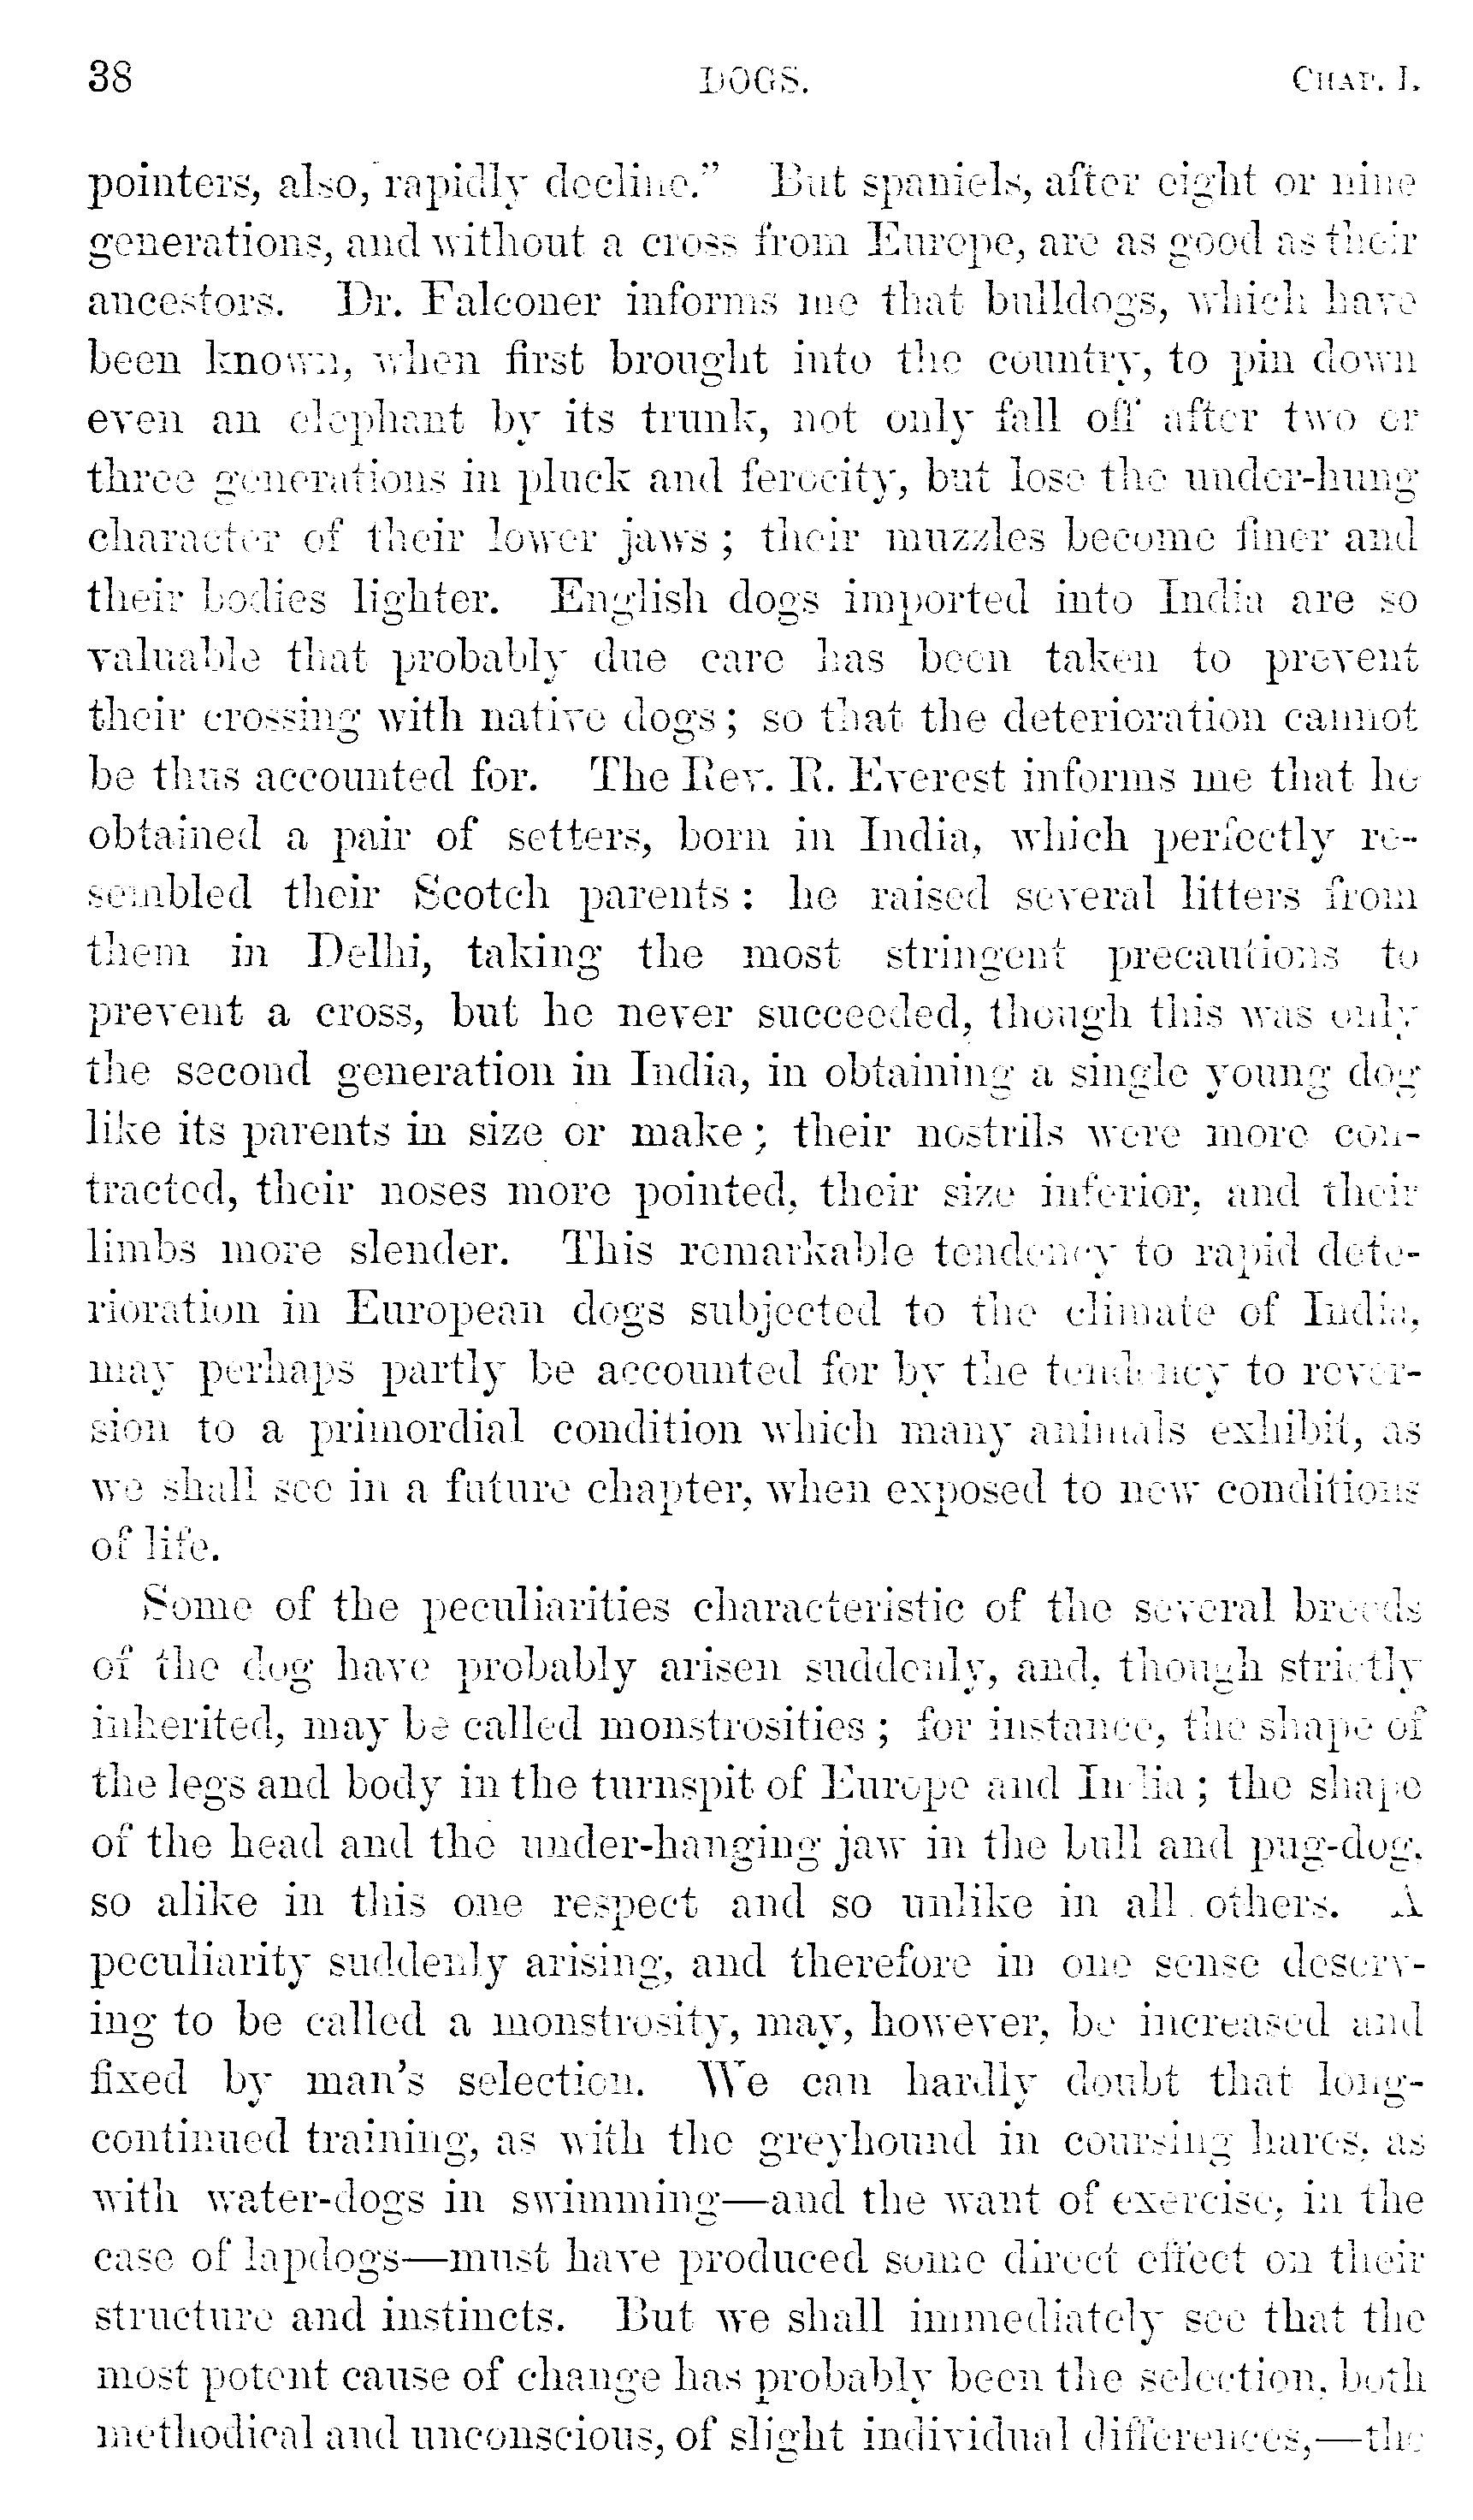 38 DOGS. CHAP. I.
pointers, also, rapidly decline.” But spaniels, after eight or nine
generations, and without a cross from Europe, are as good as their
ancestors. Dr. Falconer informs me that bulldogs, which have
been known, when first brought into the country, to pin down
even an elephant by its trunk, not only fall off after two or
three generations in pluck and ferocity, but lose the under-hung
character of their lower jaws; their muzzles become finer and
their bodies lighter. English dogs imported into India are so
valuable that probably due care has been taken to prevent
their crossing with native dogs; so that the deterioration cannot
be thus accounted for. The Rev. R. Everest informs me that he
obtained a pair of setters, born in India, which perfectly re-
sembled their Scotch parents: he raised several litters from
them in Delhi, taking the most stringent precautions to
prevent a cross, but he never succeeded, though this was only
the second generation in India, in obtaining a single young dog
like its parents in size or make; their nostrils were more con-
tracted, their noses more pointed, their size inferior, and their
limbs more slender. This remarkable tendency to rapid dete-
rioration in European dogs subjected to the climate of India,
may perhaps partly be accounted for by the tendency to rever-
sion to a primordial condition which many animals exhibit, as
we shall see in a future chapter, when exposed to new conditions
of life.
Some of the peculiarities characteristic of the several breeds
of the dog have probably arisen suddenly, and, though strictly
inherited, may be called monstrosities; for instance, the shape of
the legs and body in the turnspit of Europe and India; the shape
of the head and the under-hanging jaw in the bull and pug-dog,
so alike in this one respect and so unlike in all others. A
peculiarity suddenly arising, and therefore in one sense deserv-
ing to be called a monstrosity, may, however, be increased and
fixed by man's selection. We can hardly doubt that long-
continued training, as with the greyhound in coursing hares, as
with water-dogs in swimming—and the want of exercise, in the
case of lapdogs—must have produced some direct effect on their
structure and instincts. But we shall immediately see that the
most potent cause of change has probably been the selection, both
methodical and unconscious, of slight individual differences,—the